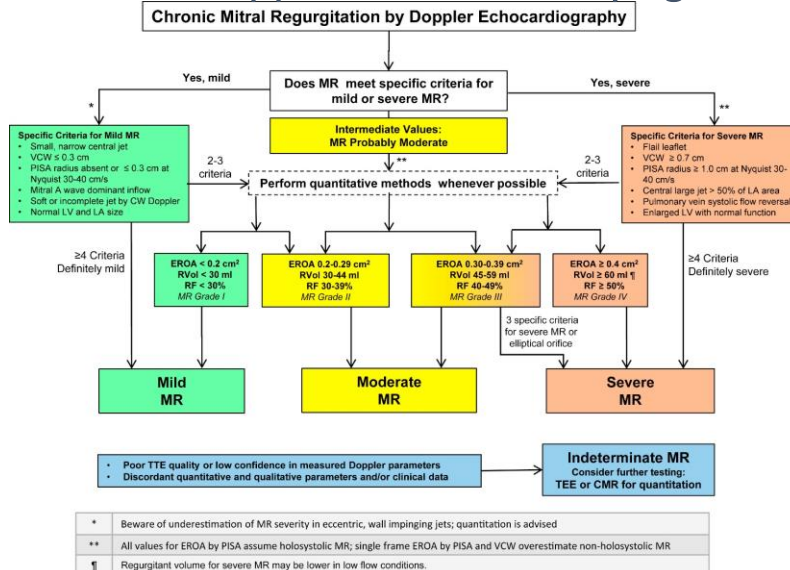 Chronic Mitral Regurgitation by Doppler Echocardiography
Yes, mild
Does MR meet specific criteria for
mild or severe MR?
Yes, severe
*
**
Specific Criteria for Mild MR
• Small, narrow central jet
• VCW ≤ 0.3 cm
• PISA radius absent or ≤ 0.3 cm at
Nyquist 30-40 cm/s
• Mitral A wave dominant inflow
• Soft or incomplete jet by CW Doppler
• Normal LV and LA size
Intermediate Values:
MR Probably Moderate
**
Specific Criteria for Severe MR
• Flail leaflet
• VCW ≥ 0.7 cm
• PISA radius ≥ 1.0 cm at Nyquist 30-
40 cm/s
• Central large jet > 50% of LA area
• Pulmonary vein systolic flow reversal
• Enlarged LV with normal function
2-3
criteria
Perform quantitative methods whenever possible
2-3
criteria
≥4 Criteria
Definitely mild
EROA < 0.2 cm²
RVol < 30 ml
RF < 30%
MR Grade I
EROA 0.2-0.29 cm²
RVol 30-44 ml
RF 30-39%
MR Grade II
EROA 0.30-0.39 cm²
RVol 45-59 ml
RF 40-49%
MR Grade III
EROA ≥ 0.4 cm²
RVol ≥ 60 ml ¶
RF ≥ 50%
MR Grade IV
≥4 Criteria
Definitely severe
3 specific criteria
for severe MR or
elliptical orifice
Mild
MR
Moderate
MR
Severe
MR
• Poor TTE quality or low confidence in measured Doppler parameters
• Discordant quantitative and qualitative parameters and/or clinical data
Indeterminate MR
Consider further testing:
TEE or CMR for quantitation
* Beware of underestimation of MR severity in eccentric, wall impinging jets; quantitation is advised
** All values for EROA by PISA assume holosystolic MR; single frame EROA by PISA and VCW overestimate non-holosystolic MR
¶ Regurgitant volume for severe MR may be lower in low flow conditions.